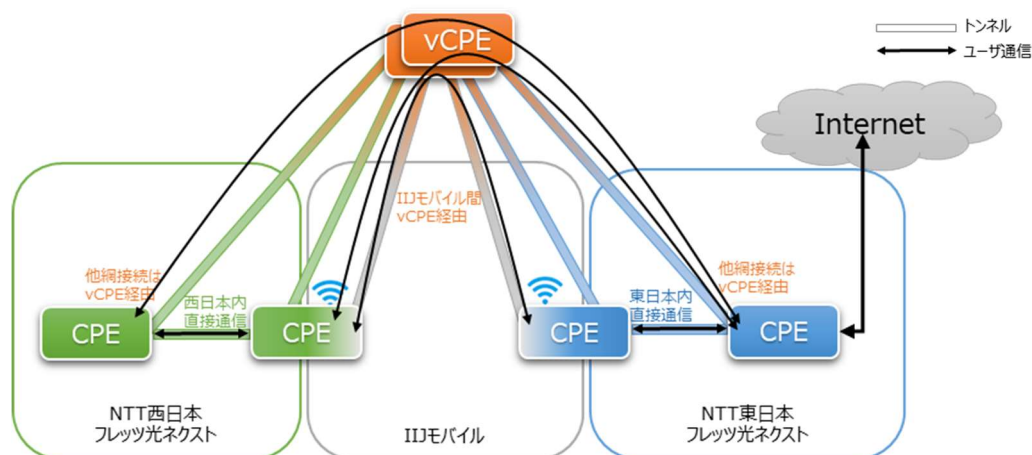 vCPE
トンネル
ユーザ通信
Internet
IIJモバイル間
vCPE経由
他網接続は
vCPE経由
西日本内
直接通信
東日本内
直接通信
他網接続は
vCPE経由
CPE
CPE
CPE
CPE
NTT西日本
フレッツ光ネクスト
IIJモバイル
NTT東日本
フレッツ光ネクスト